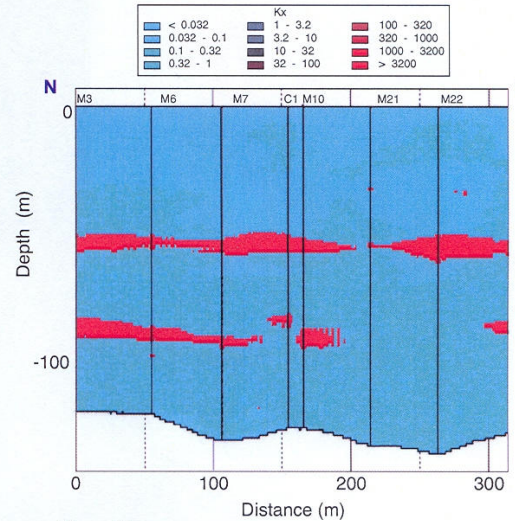 Kx
< 0.032 1 - 3.2 100 - 320
0.032 - 0.1 3.2 - 10 320 - 1000
0.1 - 0.32 10 - 32 1000 - 3200
0.32 - 1 32 - 100 > 3200
N
M3 M6 M7 C1 M10 M21 M22
0
-100
Depth (m)
0 100 200 300
Distance (m)